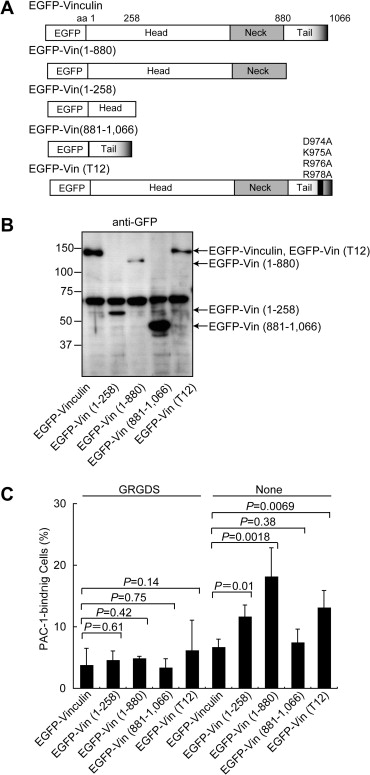 A
EGFP-Vinculin
aa 1 258 880 1066
EGFP Head Neck Tail
EGFP-Vin(1-880)
EGFP Head Neck
EGFP-Vin(1-258)
EGFP Head
EGFP-Vin(881-1,066)
EGFP Tail
EGFP-Vin (T12)
D974A
K975A
R976A
R978A
EGFP Head Neck Tail
B
anti-GFP
150
100
75
50
37
EGFP-Vinculin, EGFP-Vin (T12)
EGFP-Vin (1-880)
EGFP-Vin (1-258)
EGFP-Vin (881-1,066)
EGFP-Vinculin
EGFP-Vin (1-258)
EGFP-Vin (1-880)
EGFP-Vin (881-1,066)
EGFP-Vin (T12)
C
GRGDS None
PAC-1-bindnig Cells (%)
30
20
10
0
P=0.14
P=0.75
P=0.42
P=0.61
P=0.0069
P=0.38
P=0.0018
P=0.01
EGFP-Vinculin
EGFP-Vin (1-258)
EGFP-Vin (1-880)
EGFP-Vin (881-1,066)
EGFP-Vin (T12)
EGFP-Vinculin
EGFP-Vin (1-258)
EGFP-Vin (1-880)
EGFP-Vin (881-1,066)
EGFP-Vin (T12)